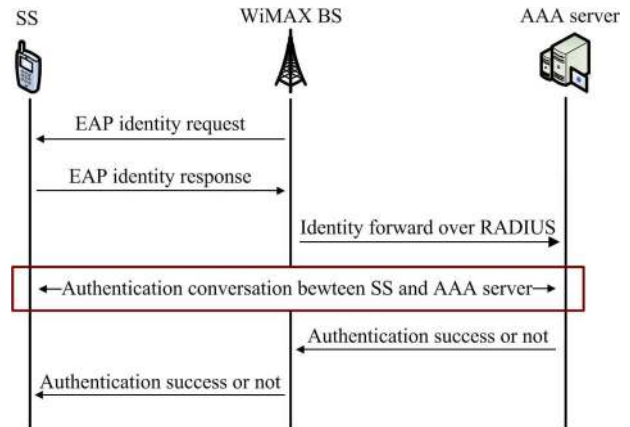 SS
WiMAX BS
AAA server
EAP identity request
EAP identity response
Identity forward over RADIUS
Authentication conversation bewteen SS and AAA server
Authentication success or not
Authentication success or not